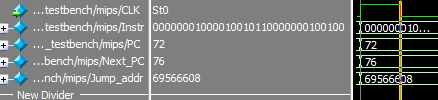 ...testbench/mips/CLK St0
...testbench/mips/Instr 00000001000010010110000000100100 000000010...
..._testbench/mips/PC 72 72
...bench/mips/Next_PC 76 76
...nch/mips/Jump_addr 69566608 69566608
New Divider